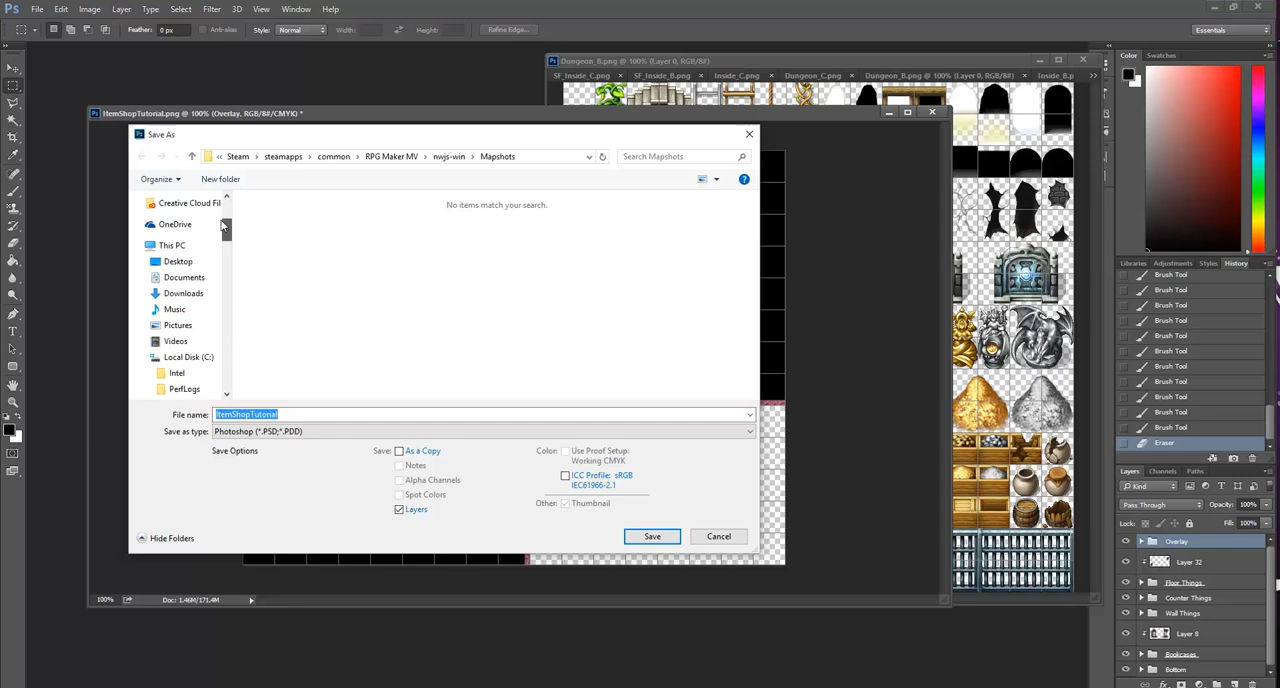 Ps File Edit Image Layer Type Select Filter 3D View Window Help
Feather: 0 px Anti-alias Style: Normal Width: Height: Refine Edge... Essentials
Dungeon_B.png @ 100% (Layer 0, RGB/8#)
SF_Inside_C.png × SF_Inside_B.png × Inside_C.png × Dungeon_C.png × Dungeon_B.png @ 100% (Layer 0, RGB/8#) × Inside_B.p
ItemShopTutorial.png @ 100% (Overlay, RGB/8#/CMYK) *
Save As
« Steam > steamapps > common > RPG Maker MV > nwjs-win > Mapshots
Search Mapshots
Organize New folder
Creative Cloud Fil
OneDrive
This PC
Desktop
Documents
Downloads
Music
Pictures
Videos
Local Disk (C:)
Intel
PerfLogs
No items match your search.
File name: ItemShopTutorial
Save as type: Photoshop (*.PSD;*.PDD)
Save Options
Save: As a Copy
Notes
Alpha Channels
Spot Colors
Layers
Color: Use Proof Setup:
Working CMYK
ICC Profile: sRGB
IEC61966-2.1
Other: Thumbnail
Hide Folders
Save
Cancel
100% Doc: 1.46M/171.4M
Color Swatches
Libraries Adjustments Styles History
Brush Tool
Brush Tool
Brush Tool
Brush Tool
Brush Tool
Brush Tool
Brush Tool
Brush Tool
Brush Tool
Brush Tool
Brush Tool
Eraser
Layers Channels Paths
Kind
Pass Through Opacity: 100%
Lock: Fill: 100%
Overlay
Layer 32
Floor Things
Counter Things
Wall Things
Layer 8
Bookcases
Bottom